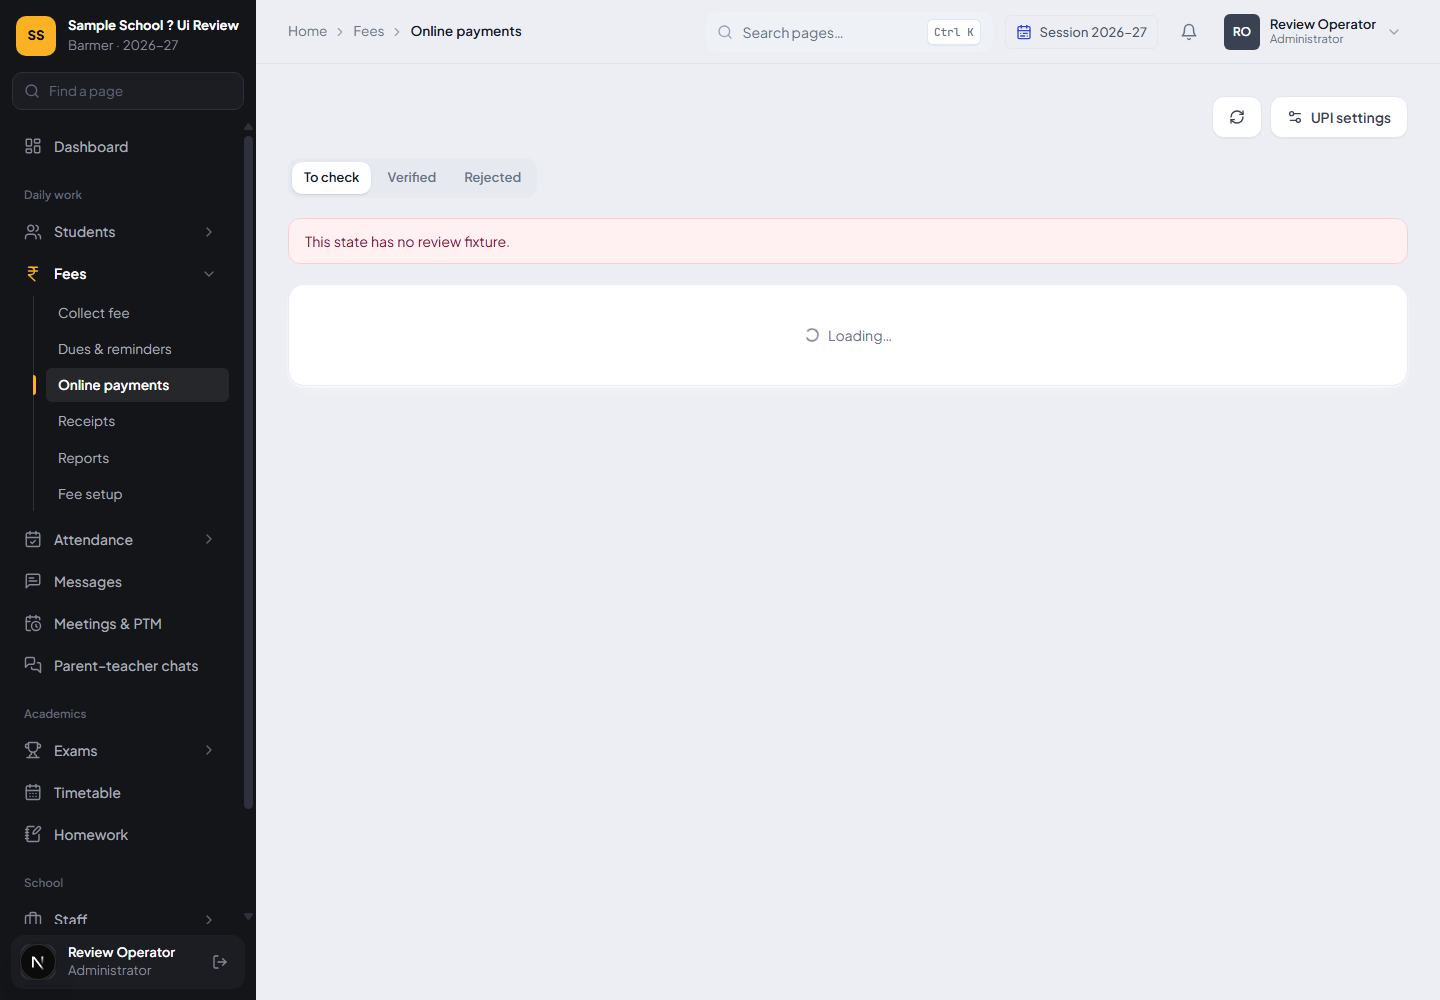 SS
Sample School ? Ui Review
Barmer · 2026–27
Find a page
Dashboard
Daily work
Students
Fees
Collect fee
Dues & reminders
Online payments
Receipts
Reports
Fee setup
Attendance
Messages
Meetings & PTM
Parent–teacher chats
Academics
Exams
Timetable
Homework
School
Staff
N
Review Operator
Administrator
Home > Fees > Online payments
Search pages…
Ctrl K
Session 2026–27
RO
Review Operator
Administrator
UPI settings
To check
Verified
Rejected
This state has no review fixture.
Loading…